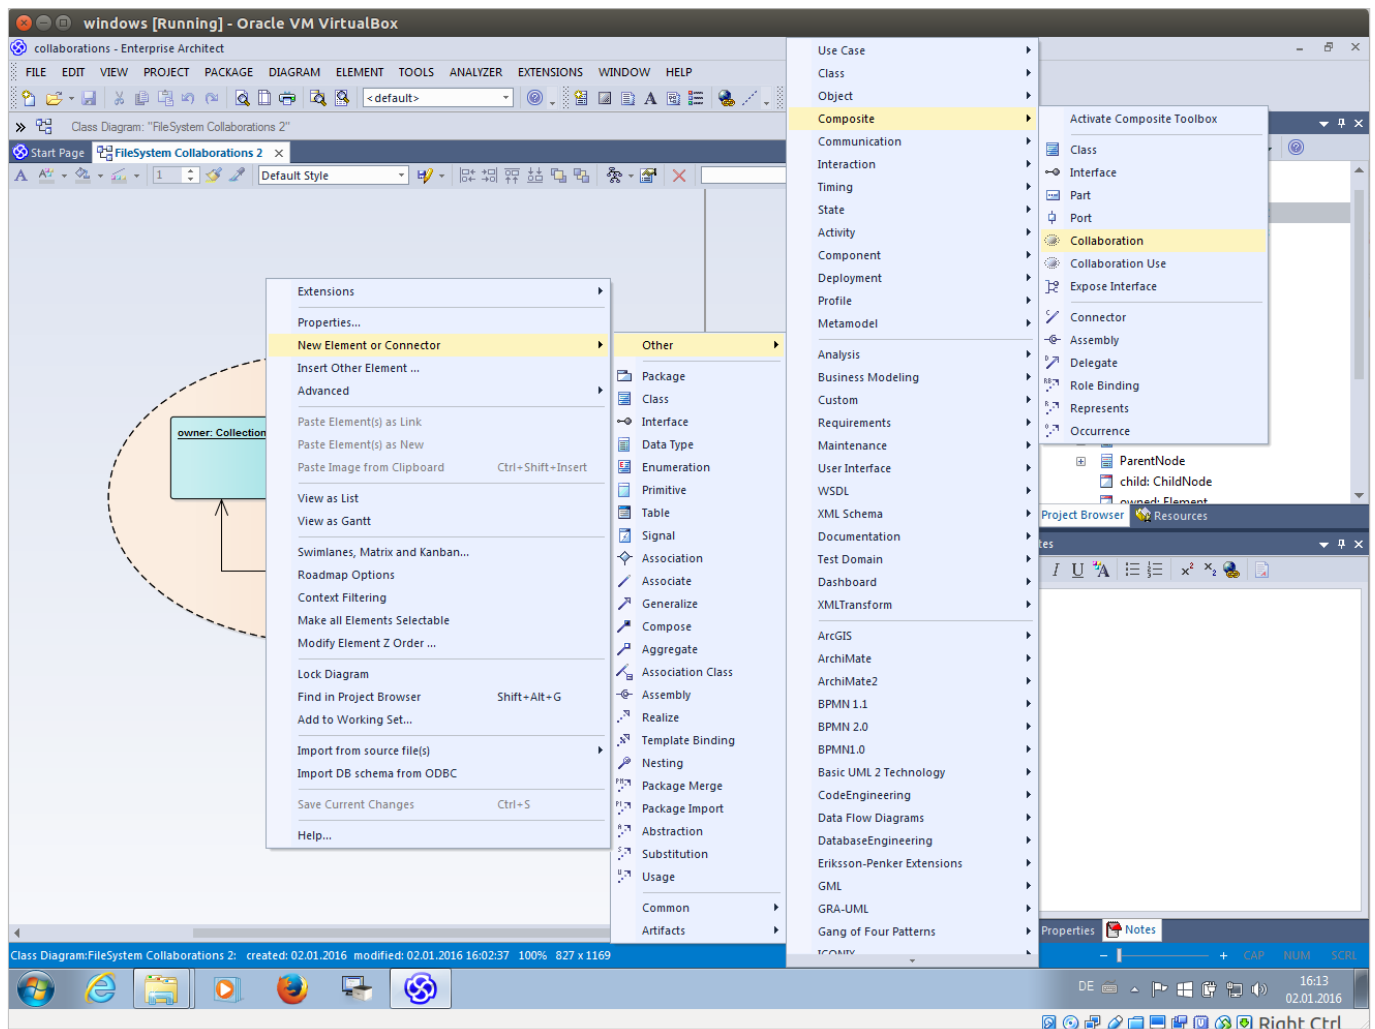 windows [Running] - Oracle VM VirtualBox
collaborations - Enterprise Architect
FILE EDIT VIEW PROJECT PACKAGE DIAGRAM ELEMENT TOOLS ANALYZER EXTENSIONS WINDOW HELP
<default>
Class Diagram: "FileSystem Collaborations 2"
Start Page FileSystem Collaborations 2
1 Default Style
owner: Collection
Extensions
Properties...
New Element or Connector
Insert Other Element ...
Advanced
Paste Element(s) as Link
Paste Element(s) as New
Paste Image from Clipboard Ctrl+Shift+Insert
View as List
View as Gantt
Swimlanes, Matrix and Kanban...
Roadmap Options
Context Filtering
Make all Elements Selectable
Modify Element Z Order ...
Lock Diagram
Find in Project Browser Shift+Alt+G
Add to Working Set...
Import from source file(s)
Import DB schema from ODBC
Save Current Changes Ctrl+S
Help...
Other
Package
Class
Interface
Data Type
Enumeration
Primitive
Table
Signal
Association
Associate
Generalize
Compose
Aggregate
Association Class
Assembly
Realize
Template Binding
Nesting
Package Merge
Package Import
Abstraction
Substitution
Usage
Common
Artifacts
Use Case
Class
Object
Composite
Communication
Interaction
Timing
State
Activity
Component
Deployment
Profile
Metamodel
Analysis
Business Modeling
Custom
Requirements
Maintenance
User Interface
WSDL
XML Schema
Documentation
Test Domain
Dashboard
XMLTransform
ArcGIS
ArchiMate
ArchiMate2
BPMN 1.1
BPMN 2.0
BPMN1.0
Basic UML 2 Technology
CodeEngineering
Data Flow Diagrams
DatabaseEngineering
Eriksson-Penker Extensions
GML
GRA-UML
Gang of Four Patterns
ICONIX
Activate Composite Toolbox
Class
Interface
Part
Port
Collaboration
Collaboration Use
Expose Interface
Connector
Assembly
Delegate
Role Binding
Represents
Occurrence
ParentNode
child: ChildNode
owned: Element
Project Browser Resources
tes
Properties Notes
Class Diagram:FileSystem Collaborations 2: created: 02.01.2016 modified: 02.01.2016 16:02:37 100% 827 x 1169
CAP NUM SCRL
DE 16:13
02.01.2016
Right Ctrl